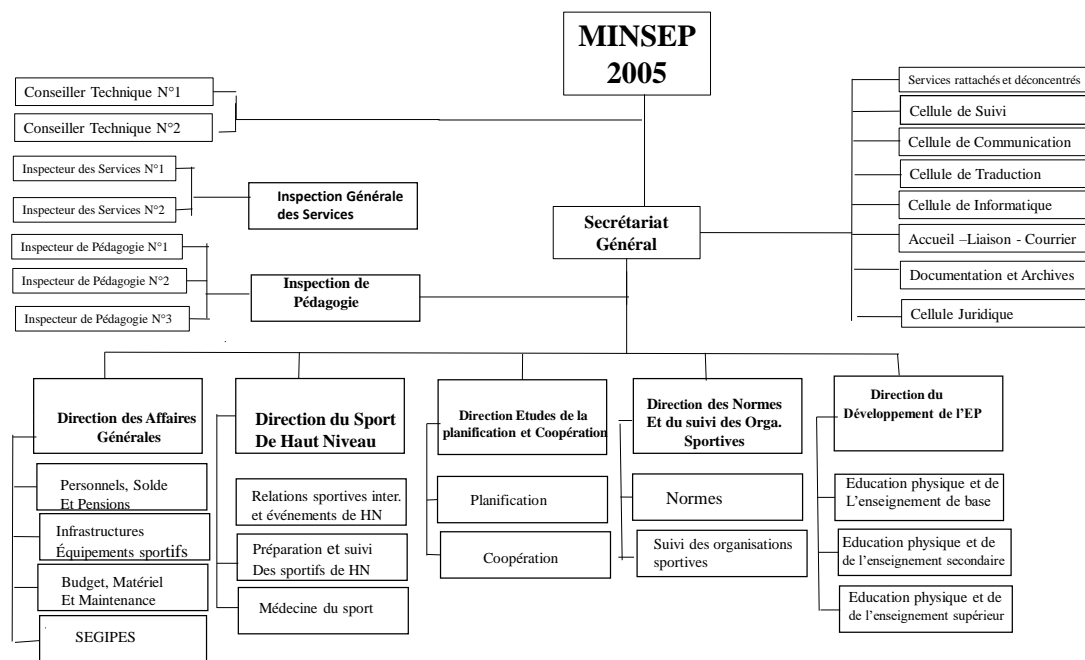 MINSEP
2005
Conseiller Technique N°1
Conseiller Technique N°2
Inspecteur des Services N°1
Inspecteur des Services N°2
Inspection Générale
des Services
Inspecteur de Pédagogie N°1
Inspecteur de Pédagogie N°2
Inspecteur de Pédagogie N°3
Inspection de
Pédagogie
Secrétariat
Général
Services rattachés et déconcentrés
Cellule de Suivi
Cellule de Communication
Cellule de Traduction
Cellule de Informatique
Accueil –Liaison - Courrier
Documentation et Archives
Cellule Juridique
Direction des Affaires
Générales
Personnels, Solde
Et Pensions
Infrastructures
Équipements sportifs
Budget, Matériel
Et Maintenance
SEGIPES
Direction du Sport
De Haut Niveau
Relations sportives inter.
et événements de HN
Préparation et suivi
Des sportifs de HN
Médecine du sport
Direction Etudes de la
planification et Coopération
Planification
Coopération
Direction des Normes
Et du suivi des Orga.
Sportives
Normes
Suivi des organisations
sportives
Direction du
Développement de l'EP
Education physique et de
L'enseignement de base
Education physique et de
de l'enseignement secondaire
Education physique et de
de l'enseignement supérieur